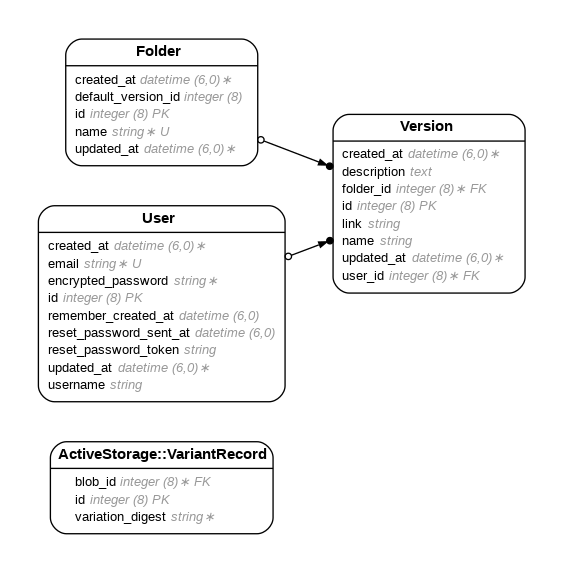 Folder
created_at datetime (6,0)∗
default_version_id integer (8)
id integer (8) PK
name string∗ U
updated_at datetime (6,0)∗
Version
created_at datetime (6,0)∗
description text
folder_id integer (8)∗ FK
id integer (8) PK
link string
name string
updated_at datetime (6,0)∗
user_id integer (8)∗ FK
User
created_at datetime (6,0)∗
email string∗ U
encrypted_password string∗
id integer (8) PK
remember_created_at datetime (6,0)
reset_password_sent_at datetime (6,0)
reset_password_token string
updated_at datetime (6,0)∗
username string
ActiveStorage::VariantRecord
blob_id integer (8)∗ FK
id integer (8) PK
variation_digest string∗